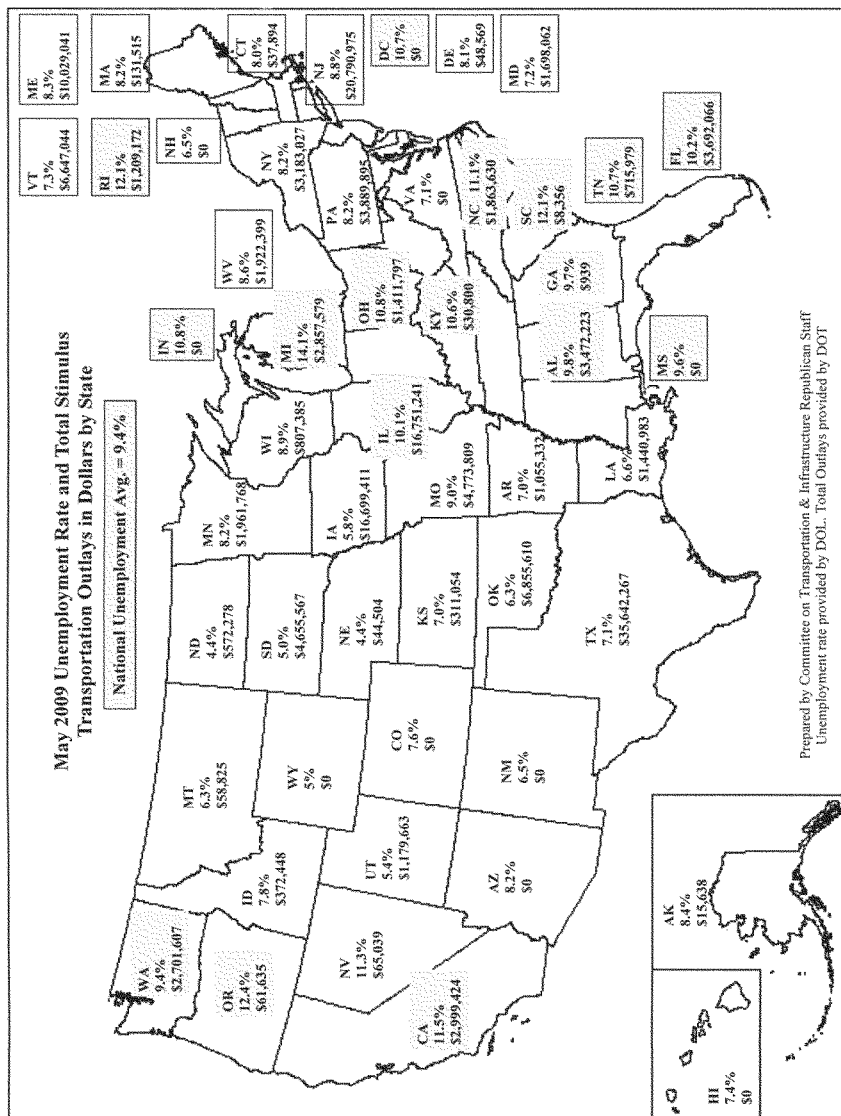 May 2009 Unemployment Rate and Total Stimulus
Transportation Outlays in Dollars by State
National Unemployment Avg. = 9.4%
WA
9.4%
$2,701,607
OR
12.4%
$61,635
CA
11.5%
$2,999,424
NV
11.3%
$65,039
ID
7.8%
$372,448
MT
6.3%
$58,825
WY
5%
$0
UT
5.4%
$1,179,663
AZ
8.2%
$0
CO
7.6%
$0
NM
6.5%
$0
ND
4.4%
$572,278
SD
5.0%
$4,655,567
NE
4.4%
$44,504
KS
7.0%
$311,054
OK
6.3%
$6,855,610
TX
7.1%
$35,642,267
MN
8.2%
$1,961,768
IA
5.8%
$16,699,411
MO
9.0%
$4,773,809
AR
7.0%
$1,055,332
LA
6.6%
$1,440,983
WI
8.9%
$807,385
IL
10.1%
$16,751,241
MS
9.6%
$0
IN
10.8%
$0
MI
14.1%
$2,857,579
OH
10.8%
$1,411,797
KY
10.6%
$30,800
AL
9.8%
$3,472,223
GA
9.7%
$939
WV
8.6%
$1,922,399
NY
8.2%
$3,183,027
PA
8.2%
$3,889,895
VA
7.1%
$0
NC 11.1%
$1,863,630
SC
12.1%
$8,356
TN
10.7%
$715,979
FL
10.2%
$3,692,066
VT
7.3%
$6,647,044
RI
12.1%
$1,209,172
NH
6.5%
$0
ME
8.3%
$10,029,041
MA
8.2%
$131,515
CT
8.0%
$37,894
NJ
8.8%
$20,790,975
DC
10.7%
$0
DE
8.1%
$48,569
MD
7.2%
$1,698,062
HI
7.4%
$0
AK
8.4%
$15,638
Prepared by Committee on Transportation & Infrastructure Republican Staff
Unemployment rate provided by DOL. Total Outlays provided by DOT